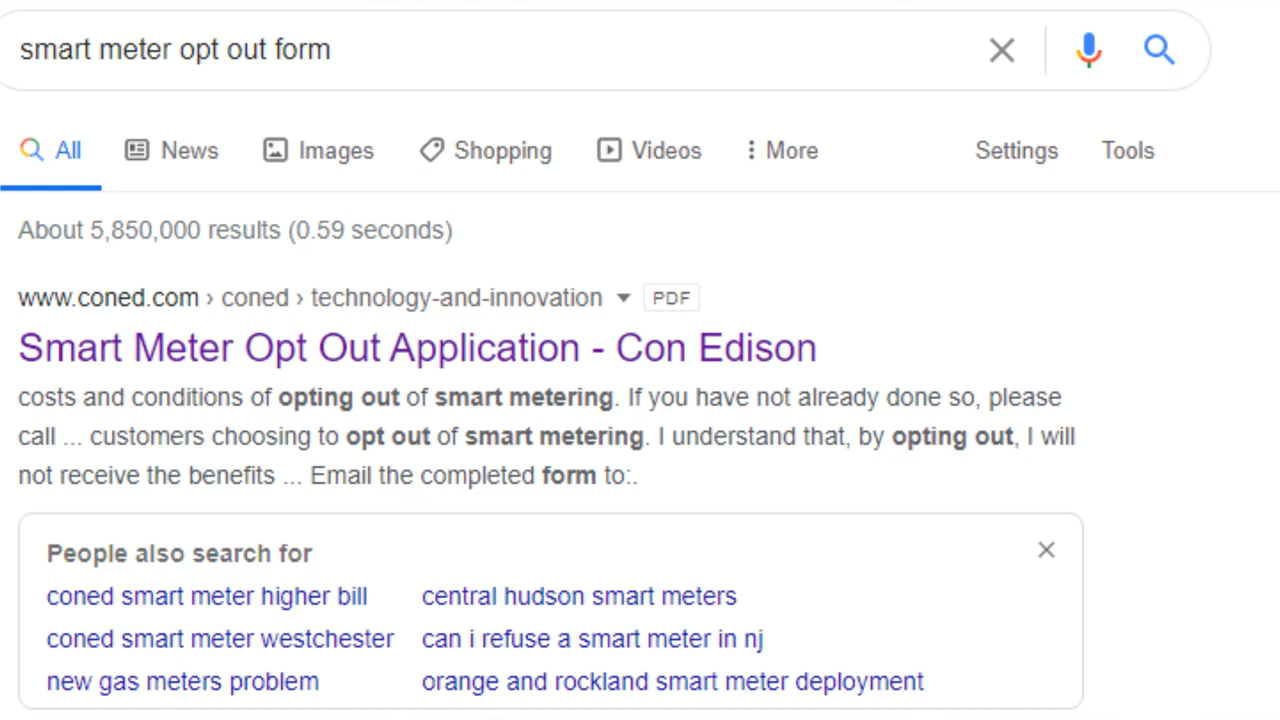 smart meter opt out form
All News Images Shopping Videos More Settings Tools
About 5,850,000 results (0.59 seconds)
www.coned.com › coned › technology-and-innovation PDF
Smart Meter Opt Out Application - Con Edison
costs and conditions of opting out of smart metering. If you have not already done so, please
call ... customers choosing to opt out of smart metering. I understand that, by opting out, I will
not receive the benefits ... Email the completed form to:.
People also search for
coned smart meter higher bill central hudson smart meters
coned smart meter westchester can i refuse a smart meter in nj
new gas meters problem orange and rockland smart meter deployment